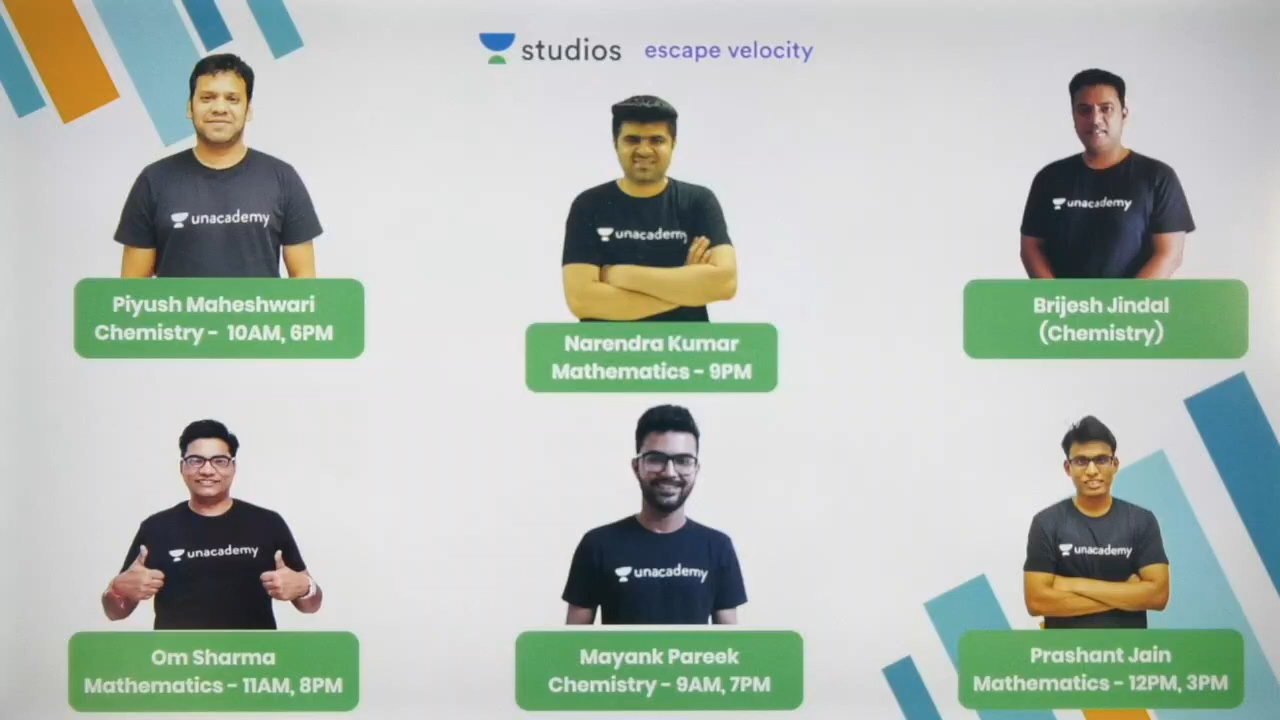 studios escape velocity
unacademy
unacademy
unacademy
Piyush Maheshwari
Chemistry - 10AM, 6PM
Narendra Kumar
Mathematics - 9PM
Brijesh Jindal
(Chemistry)
unacademy
unacademy
unacademy
Om Sharma
Mathematics - 11AM, 8PM
Mayank Pareek
Chemistry - 9AM, 7PM
Prashant Jain
Mathematics - 12PM, 3PM